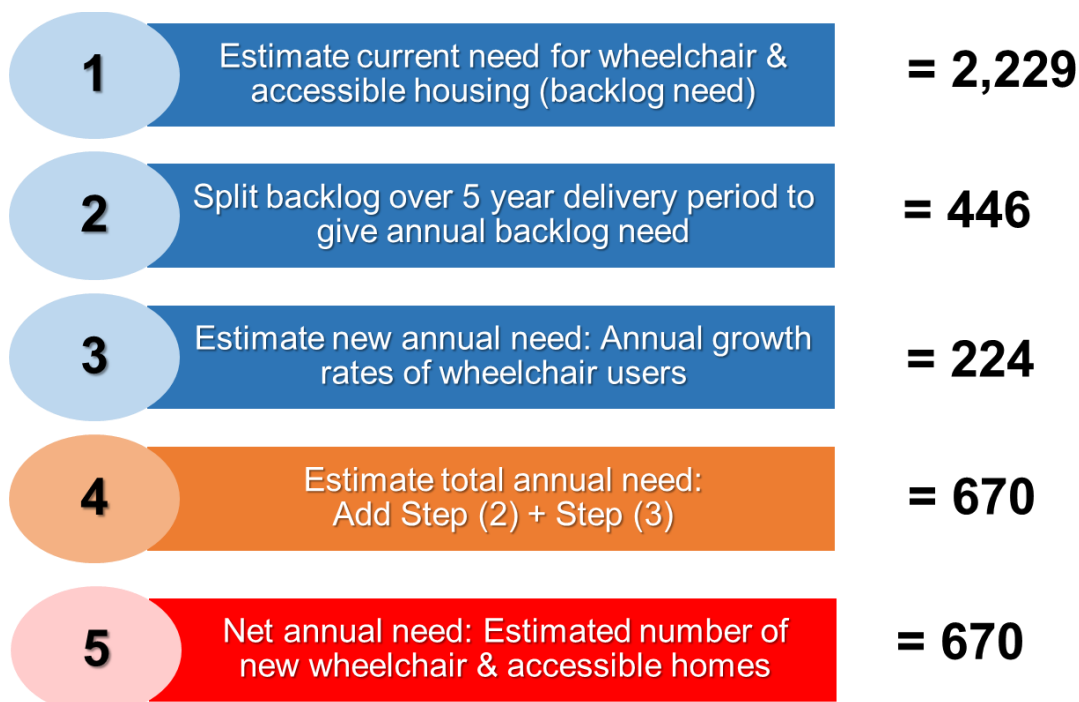 1
Estimate current need for wheelchair &
accessible housing (backlog need)
= 2,229
2
Split backlog over 5 year delivery period to
give annual backlog need
= 446
3
Estimate new annual need: Annual growth
rates of wheelchair users
= 224
4
Estimate total annual need:
Add Step (2) + Step (3)
= 670
5
Net annual need: Estimated number of
new wheelchair & accessible homes
= 670